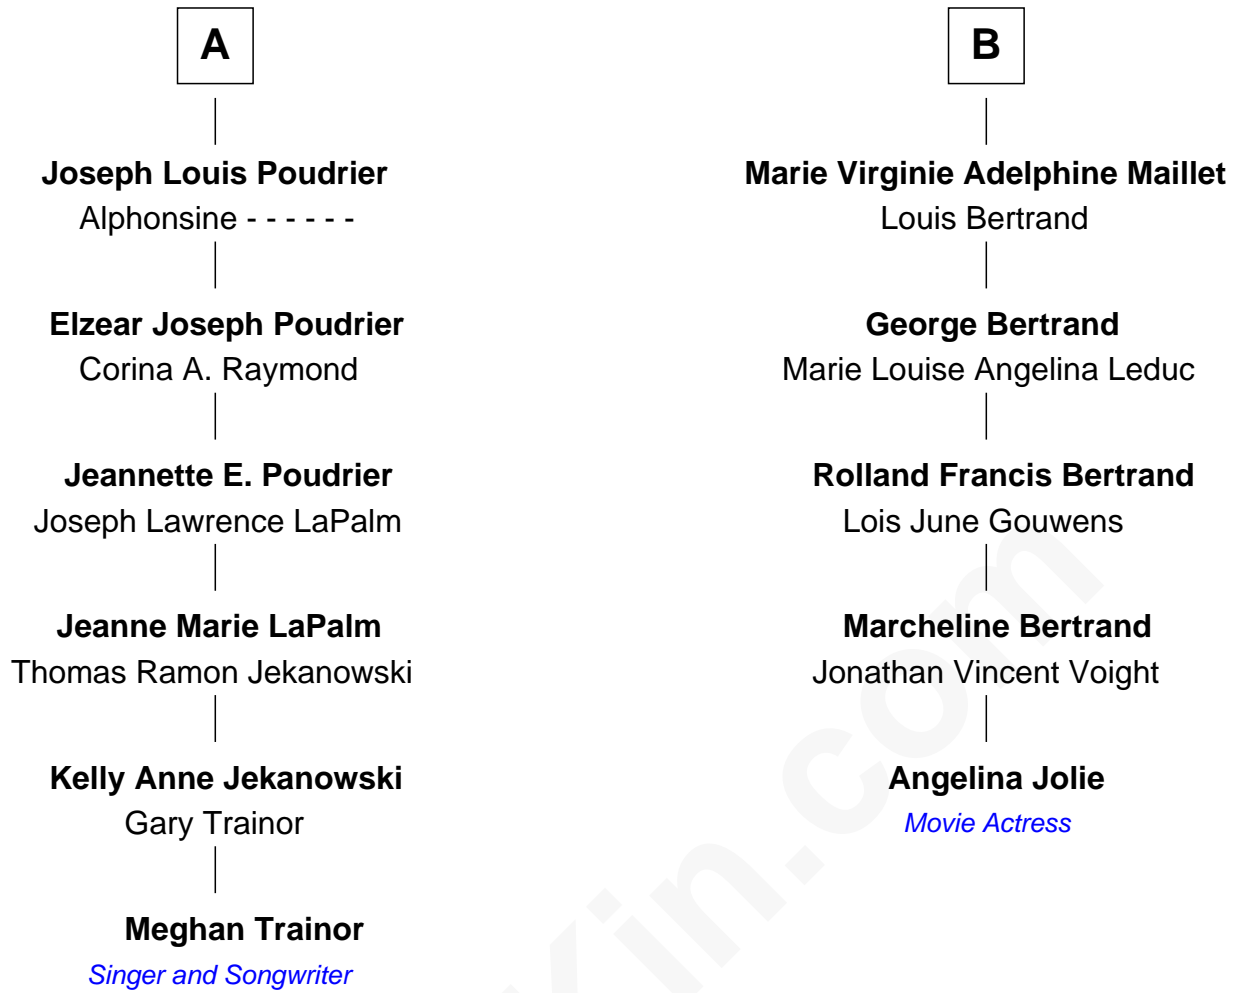 A
Joseph Louis Poudrier
Alphonsine - - - - - -
Elzear Joseph Poudrier
Corina A. Raymond
Jeannette E. Poudrier
Joseph Lawrence LaPalm
Jeanne Marie LaPalm
Thomas Ramon Jekanowski
Kelly Anne Jekanowski
Gary Trainor
Meghan Trainor
Singer and Songwriter
B
Marie Virginie Adelphine Maillet
Louis Bertrand
George Bertrand
Marie Louise Angelina Leduc
Rolland Francis Bertrand
Lois June Gouwens
Marcheline Bertrand
Jonathan Vincent Voight
Angelina Jolie
Movie Actress
Kin.com